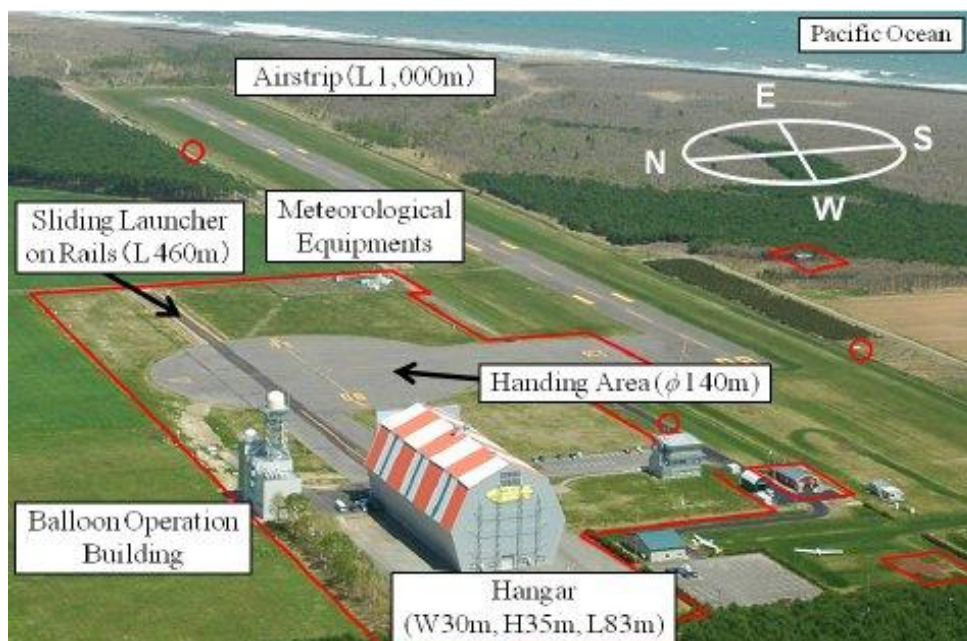 Pacific Ocean
Airstrip(L1,000m)
E
N
S
W
Sliding Launcher
on Rails(L460m)
Meteorological
Equipments
Handing Area(ϕ140m)
Balloon Operation
Building
Hangar
(W30m, H35m, L83m)